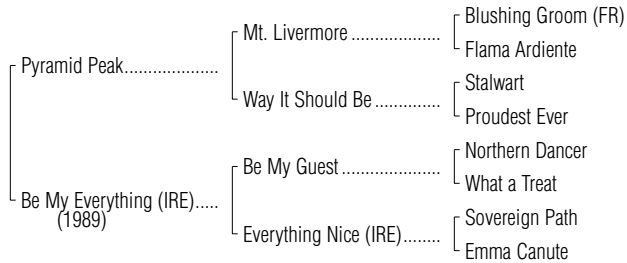 Blushing Groom (FR)
Mt. Livermore ...................
Flama Ardiente
Pyramid Peak....................
Stalwart
Way It Should Be ..............
Proudest Ever
Northern Dancer
Be My Guest .....................
What a Treat
Be My Everything (IRE).....
(1989)
Sovereign Path
Everything Nice (IRE)........
Emma Canute